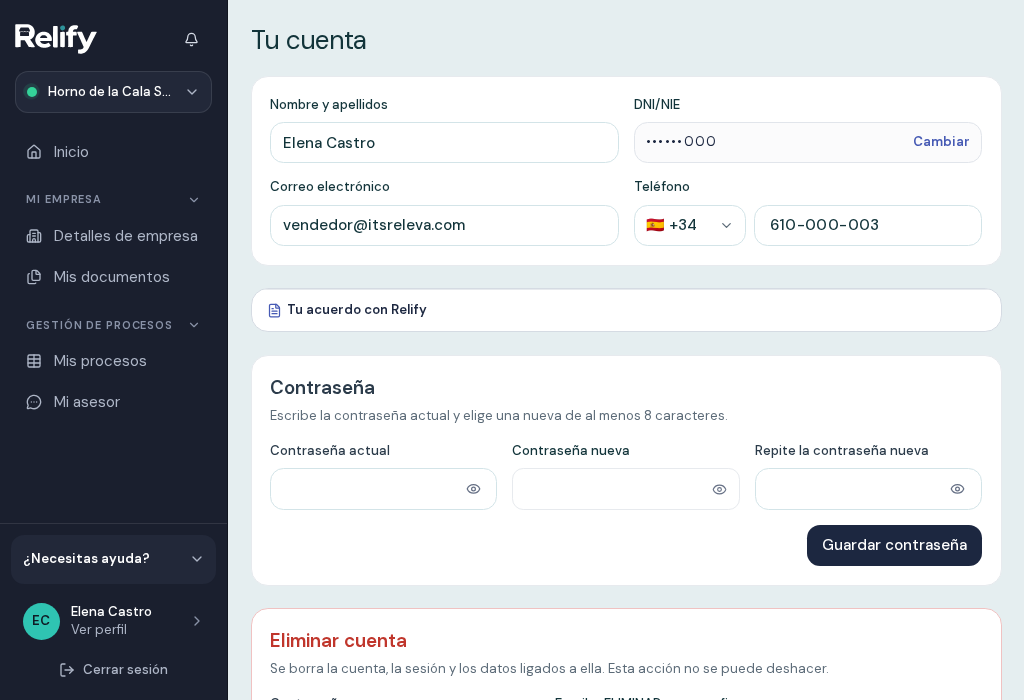 Relify
Horno de la Cala S...
Inicio
MI EMPRESA
Detalles de empresa
Mis documentos
GESTIÓN DE PROCESOS
Mis procesos
Mi asesor
¿Necesitas ayuda?
EC
Elena Castro
Ver perfil
Cerrar sesión
Tu cuenta
Nombre y apellidos
DNI/NIE
Elena Castro
••••••000
Cambiar
Correo electrónico
Teléfono
vendedor@itsreleva.com
+34
610-000-003
Tu acuerdo con Relify
Contraseña
Escribe la contraseña actual y elige una nueva de al menos 8 caracteres.
Contraseña actual
Contraseña nueva
Repite la contraseña nueva
Guardar contraseña
Eliminar cuenta
Se borra la cuenta, la sesión y los datos ligados a ella. Esta acción no se puede deshacer.